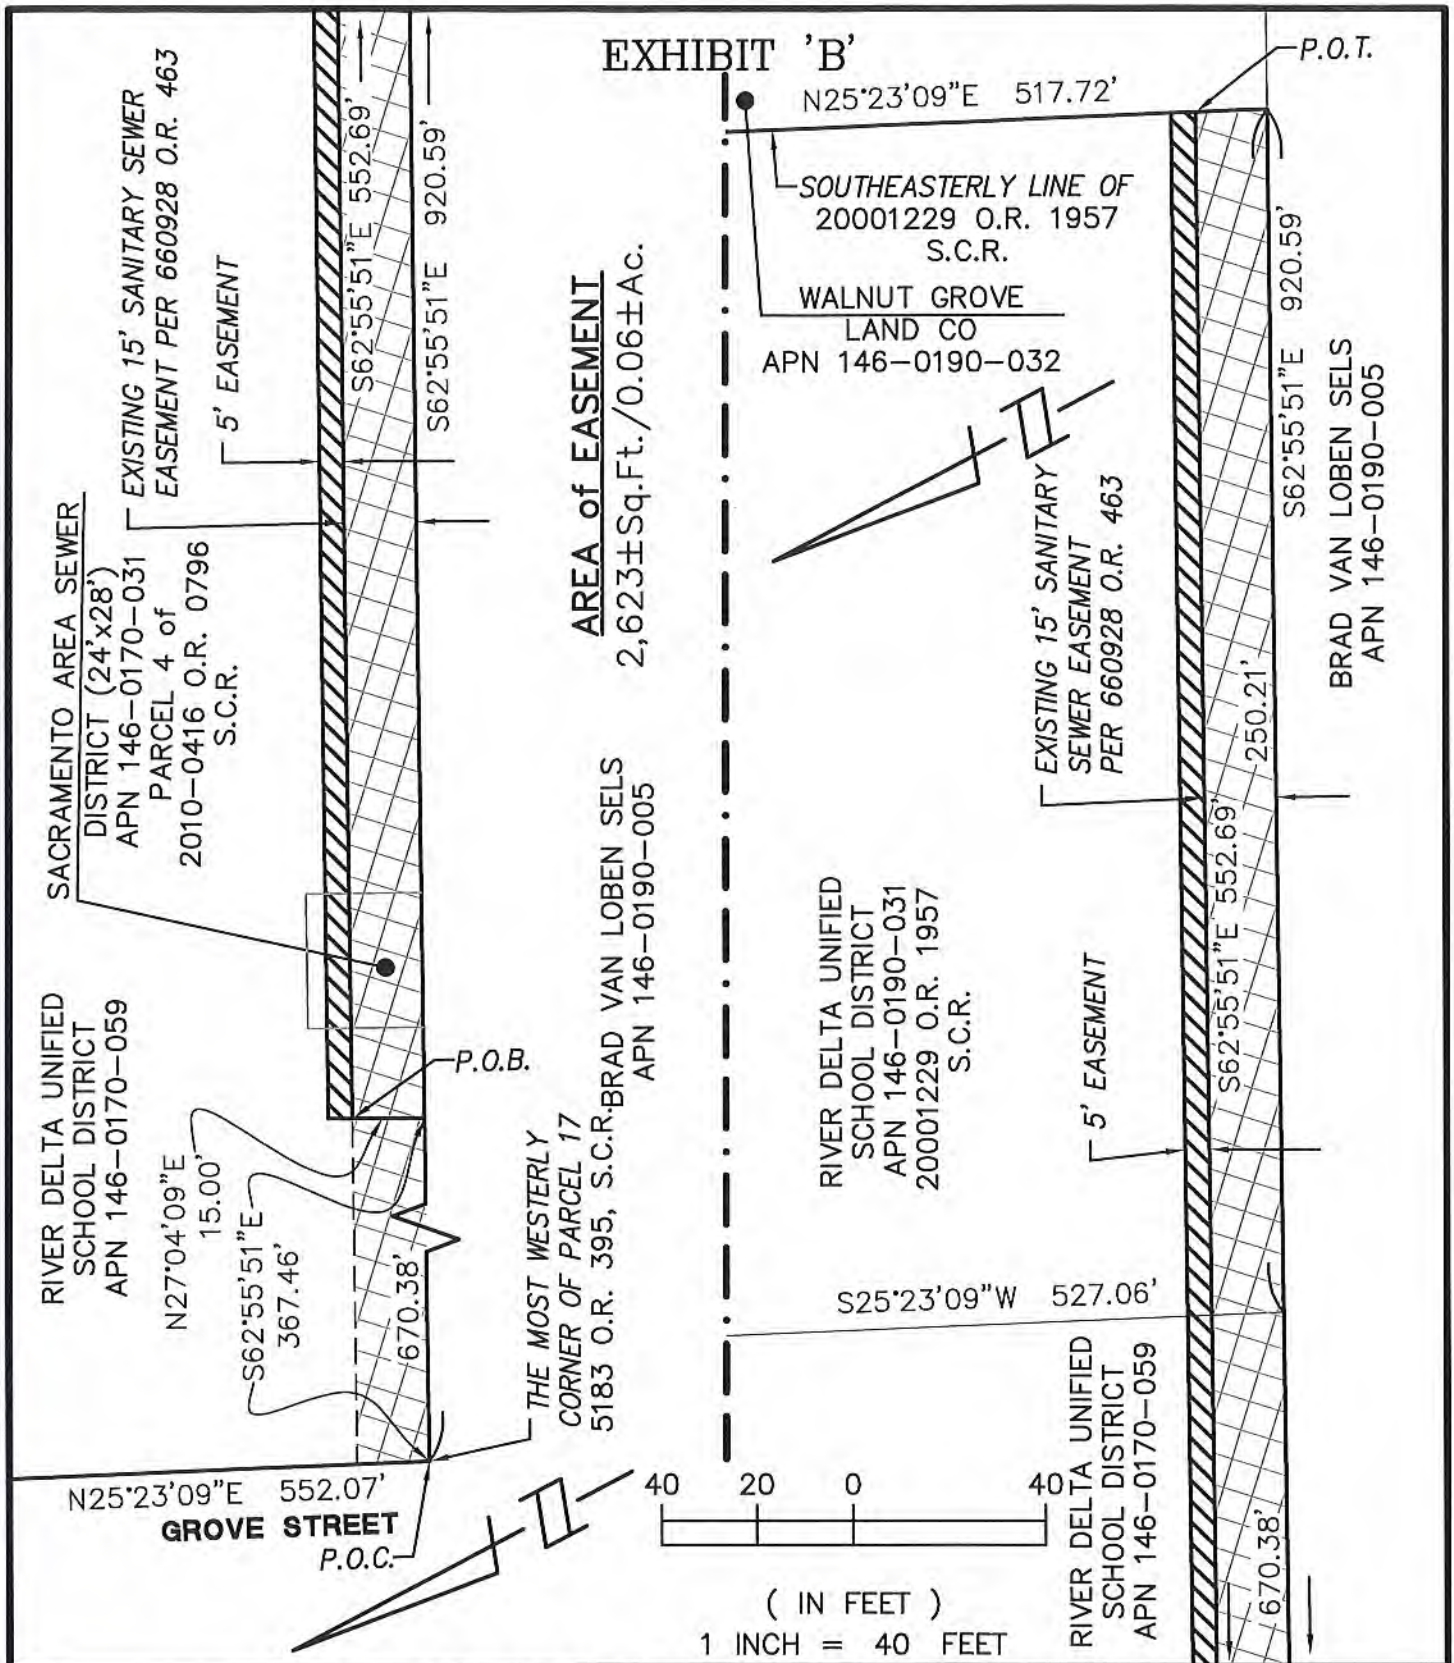 EXHIBIT 'B'
EXISTING 15' SANITARY SEWER
EASEMENT PER 660928 O.R. 463
5' EASEMENT
S62°55'51"E 552.69'
S62°55'51"E 920.59'
SACRAMENTO AREA SEWER
DISTRICT (24'x28')
APN 146-0170-031
PARCEL 4 of
2010-0416 O.R. 0796
S.C.R.
AREA of EASEMENT
2,623±Sq.Ft./0.06±Ac.
RIVER DELTA UNIFIED
SCHOOL DISTRICT
APN 146-0170-059
P.O.B.
N27°04'09"E
15.00'
S62°55'51"E
367.46'
670.38'
BRAD VAN LOBEN SELS
APN 146-0190-005
THE MOST WESTERLY
CORNER OF PARCEL 17
5183 O.R. 395, S.C.R.
N25°23'09"E 552.07'
GROVE STREET
P.O.C.
P.O.T.
N25°23'09"E 517.72'
SOUTHEASTERLY LINE OF
20001229 O.R. 1957
S.C.R.
WALNUT GROVE
LAND CO
APN 146-0190-032
EXISTING 15' SANITARY
SEWER EASEMENT
PER 660928 O.R. 463
S62°55'51"E 920.59'
BRAD VAN LOBEN SELS
APN 146-0190-005
250.21'
S62°55'51"E 552.69'
RIVER DELTA UNIFIED
SCHOOL DISTRICT
APN 146-0190-031
20001229 O.R. 1957
S.C.R.
5' EASEMENT
S25°23'09"W 527.06'
RIVER DELTA UNIFIED
SCHOOL DISTRICT
APN 146-0170-059
670.38'
40 20 0 40
( IN FEET )
1 INCH = 40 FEET